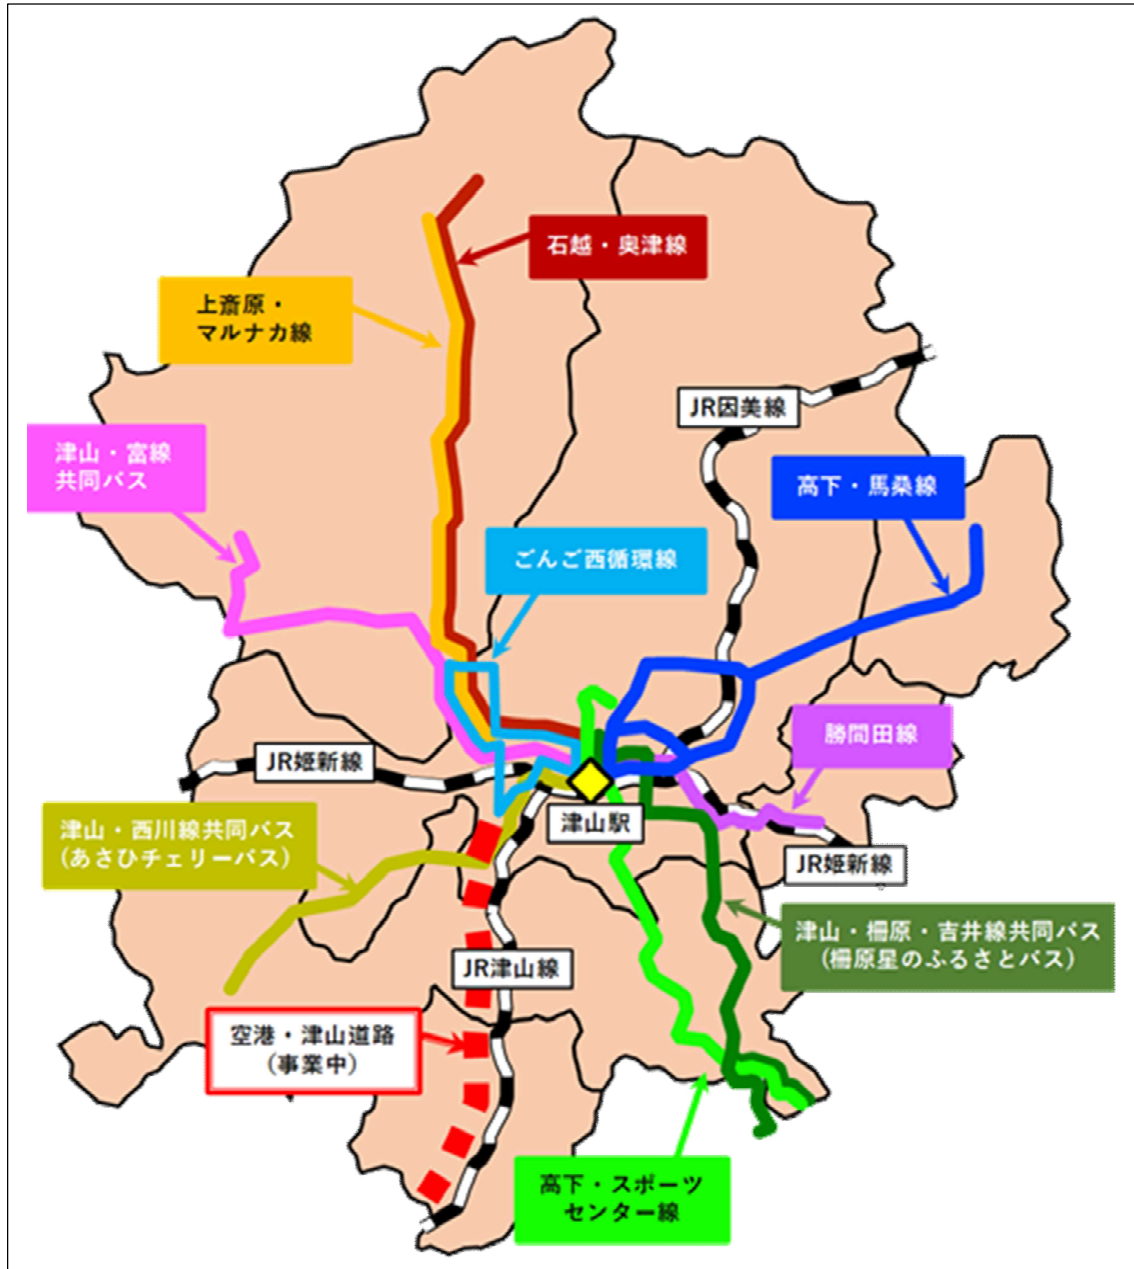 石越・奥津線
上斎原・
マルナカ線
JR因美線
津山・富線
共同バス
高下・馬桑線
ごんご西循環線
勝間田線
JR姫新線
津山・西川線共同バス
(あさひチェリーバス)
津山駅
JR姫新線
津山・柵原・吉井線共同バス
(柵原星のふるさとバス)
JR津山線
空港・津山道路
(事業中)
高下・スポーツ
センター線